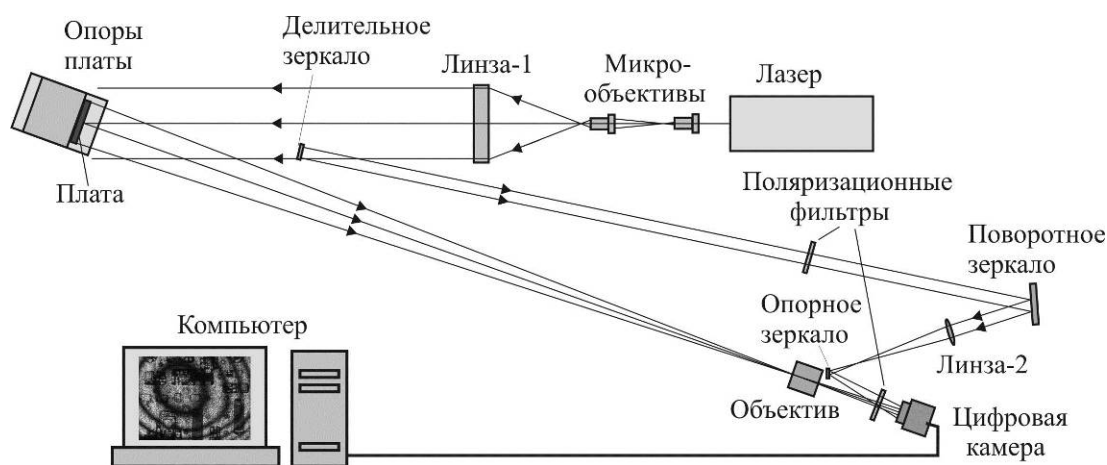 Опоры
платы
Делительное
зеркало
Линза-1
Микро-
объективы
Лазер
Плата
Поляризационные
фильтры
Поворотное
зеркало
Опорное
зеркало
Компьютер
Линза-2
Объектив
Цифровая
камера